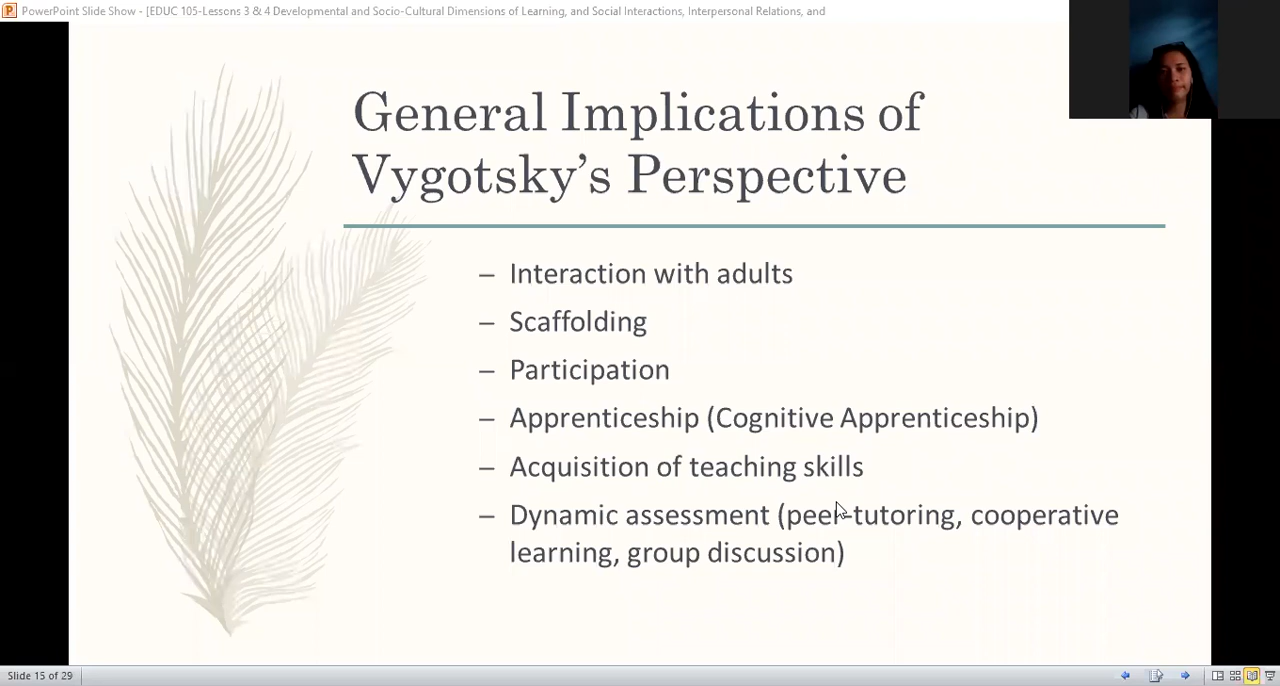 PowerPoint Slide Show - [EDUC 105-Lessons 3 & 4 Developmental and Socio-Cultural Dimensions of Learning, and Social Interactions, Interpersonal Relations, and
General Implications of
Vygotsky's Perspective
– Interaction with adults
– Scaffolding
– Participation
– Apprenticeship (Cognitive Apprenticeship)
– Acquisition of teaching skills
– Dynamic assessment (peer-tutoring, cooperative
learning, group discussion)
Slide 15 of 29